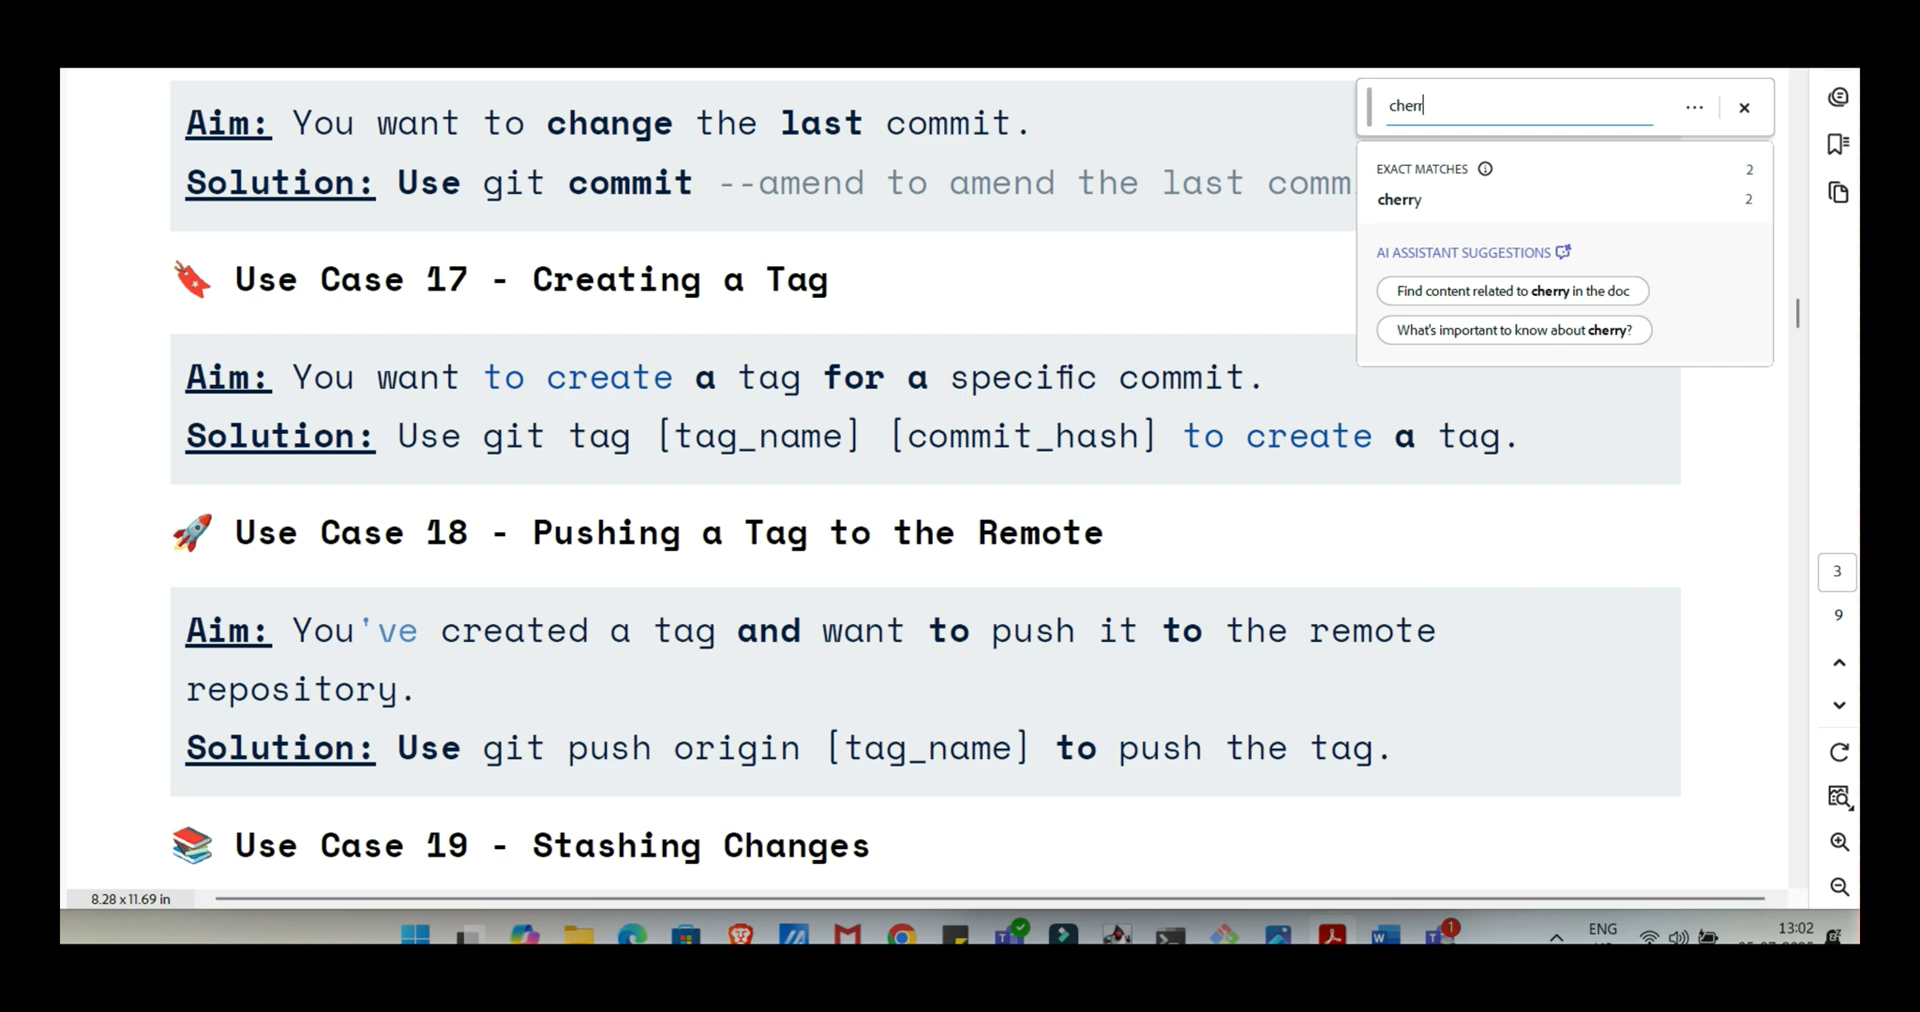 Aim: You want to change the last commit.
Solution: Use git commit --amend to amend the last comm
Use Case 17 - Creating a Tag
Aim: You want to create a tag for a specific commit.
Solution: Use git tag [tag_name] [commit_hash] to create a tag.
Use Case 18 - Pushing a Tag to the Remote
Aim: You've created a tag and want to push it to the remote
repository.
Solution: Use git push origin [tag_name] to push the tag.
Use Case 19 - Stashing Changes
cherr
EXACT MATCHES 2
cherry 2
AI ASSISTANT SUGGESTIONS
Find content related to cherry in the doc
What's important to know about cherry?
3
9
8.28 x 11.69 in
1
ENG
13:02